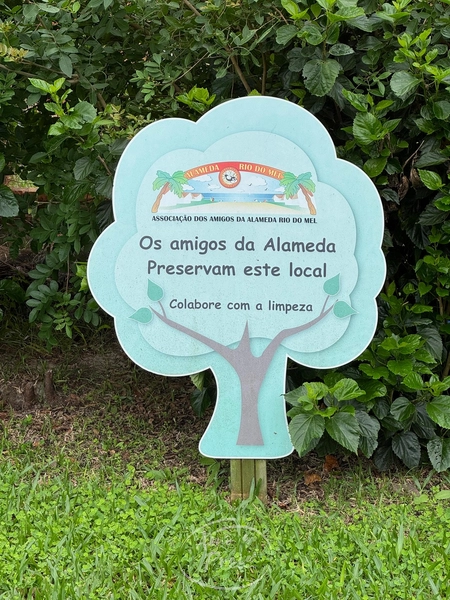 ALAMEDA RIO DO MEL
ASSOCIAÇÃO DOS AMIGOS DA ALAMEDA RIO DO MEL
Os amigos da Alameda
Preservam este local
Colabore com a limpeza